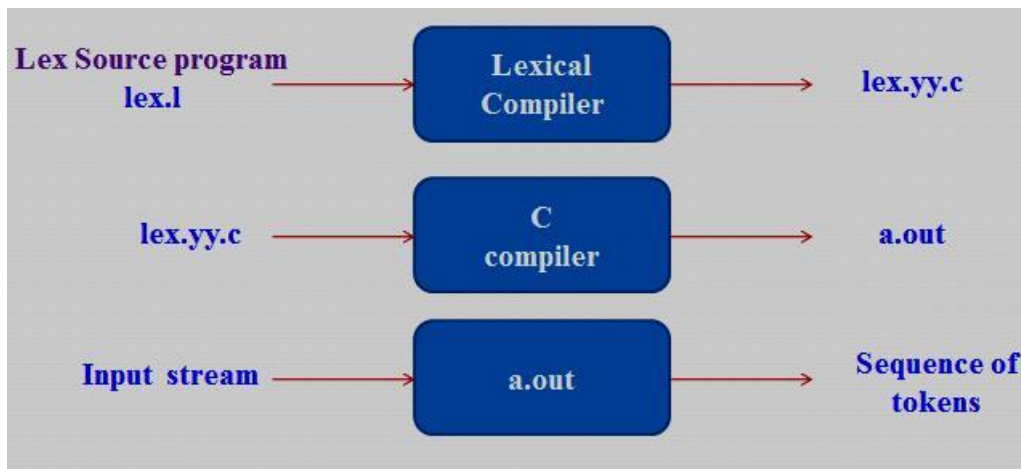 Lex Source program
lex.l
Lexical
Compiler
lex.yy.c
lex.yy.c
C
compiler
a.out
Input stream
a.out
Sequence of
tokens